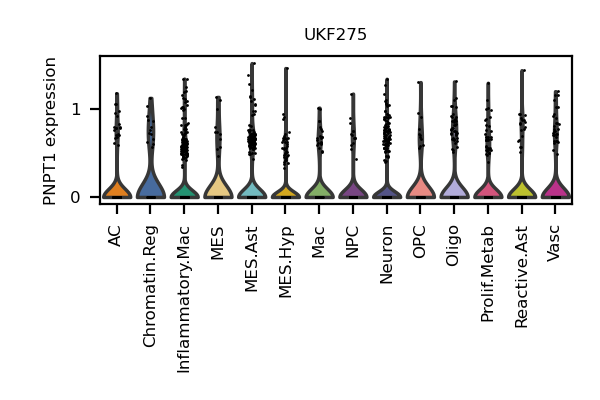 UKF275
PNPT1 expression
1
0
AC
Chromatin.Reg
Inflammatory.Mac
MES
MES.Ast
MES.Hyp
Mac
NPC
Neuron
OPC
Oligo
Prolif.Metab
Reactive.Ast
Vasc